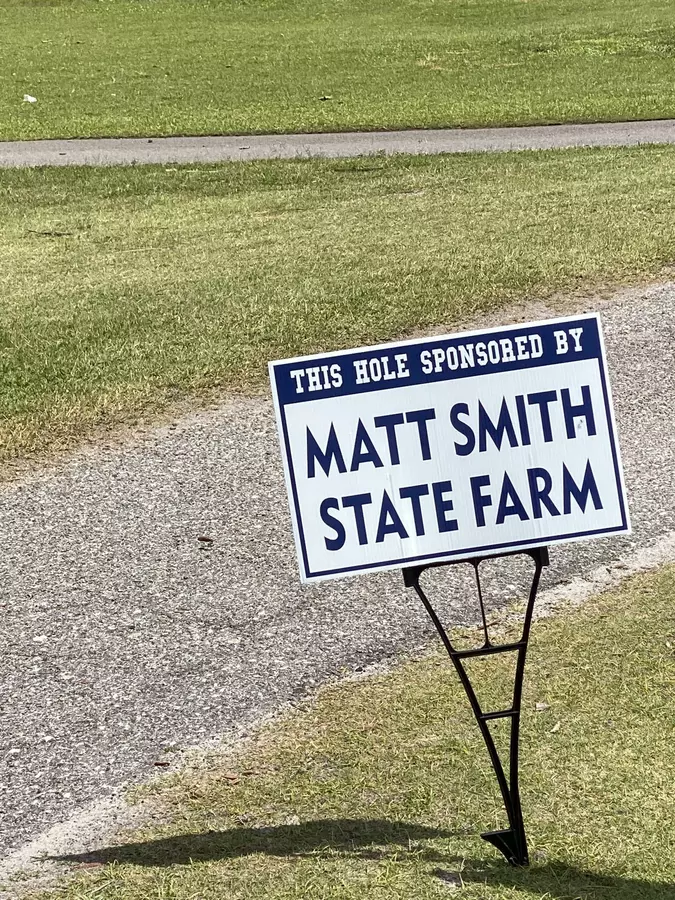 THIS HOLE SPONSORED BY
MATT SMITH
STATE FARM